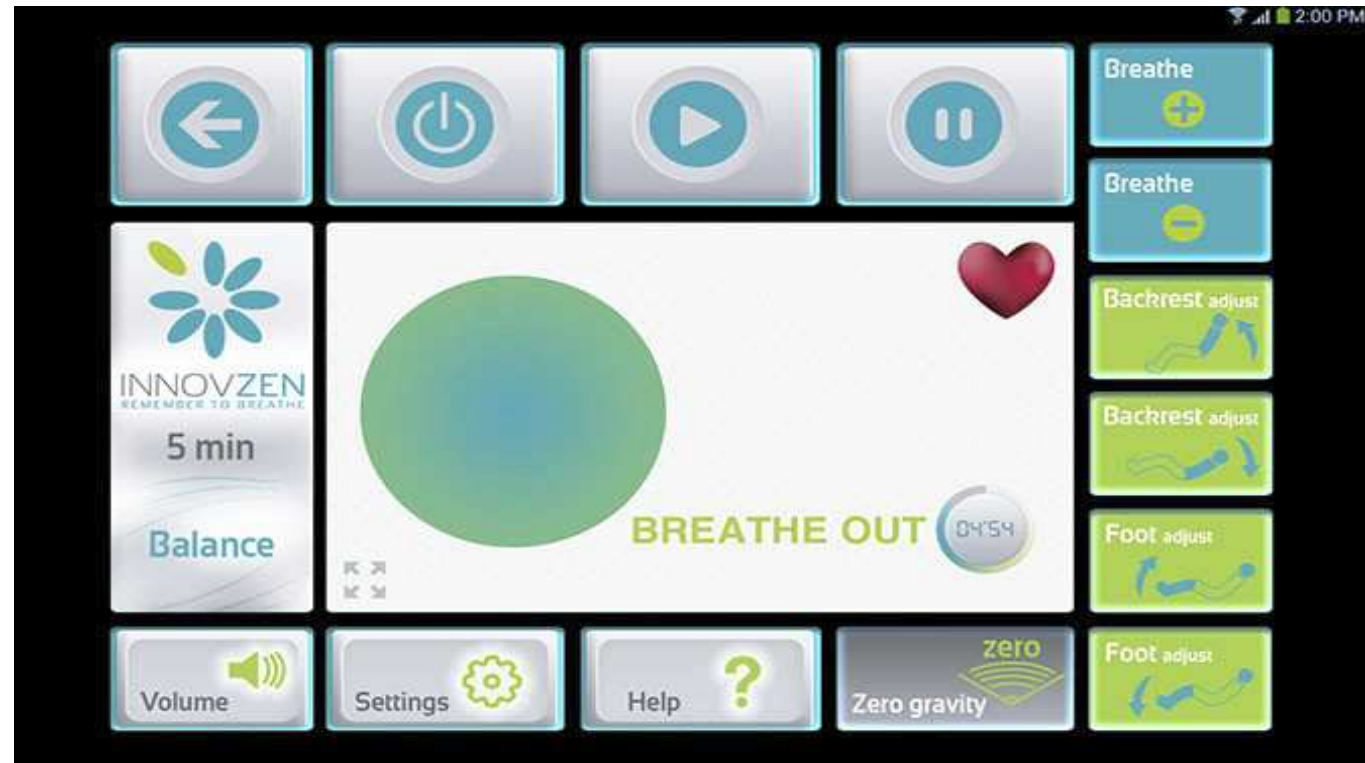 2:00 PM
Breathe
Breathe
INNOVZEN
REMEMBER TO BREATHE
5 min
Balance
BREATHE OUT
04'54
Backrest adjust
Backrest adjust
Foot adjust
Foot adjust
Volume
Settings
Help
?
zero
Zero gravity